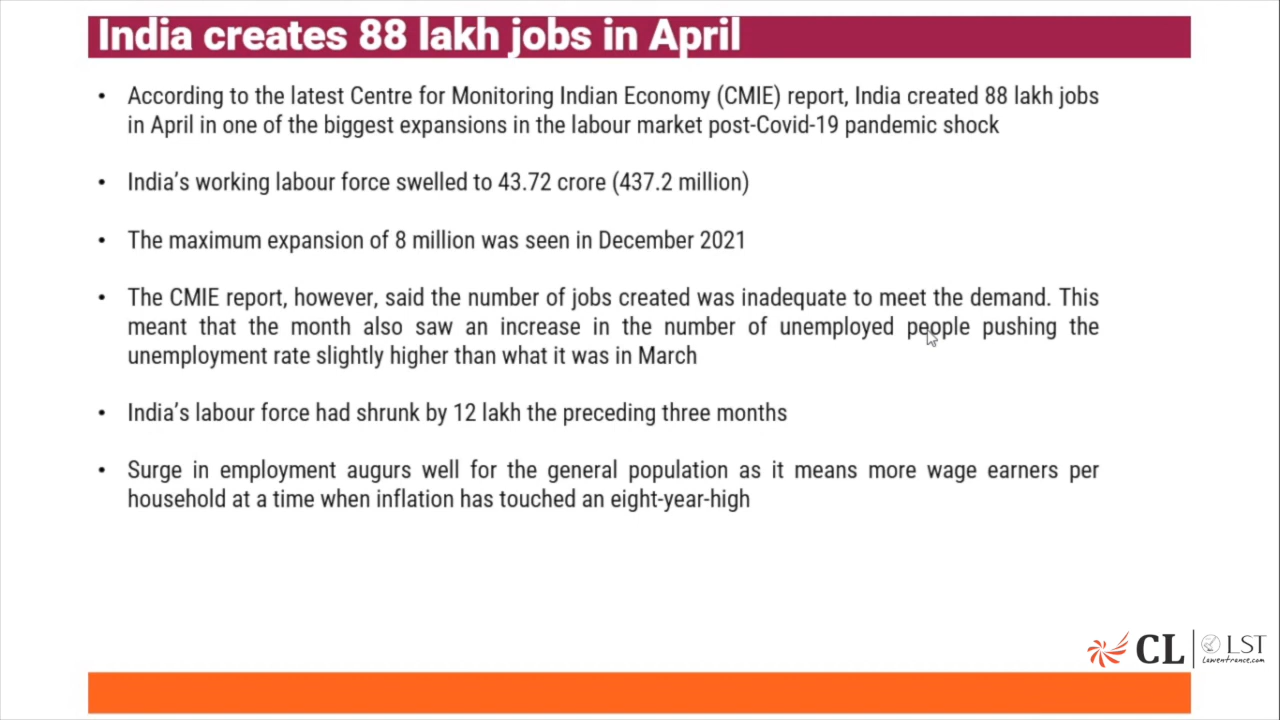 India creates 88 lakh jobs in April
• According to the latest Centre for Monitoring Indian Economy (CMIE) report, India created 88 lakh jobs
in April in one of the biggest expansions in the labour market post-Covid-19 pandemic shock
• India's working labour force swelled to 43.72 crore (437.2 million)
• The maximum expansion of 8 million was seen in December 2021
• The CMIE report, however, said the number of jobs created was inadequate to meet the demand. This
meant that the month also saw an increase in the number of unemployed people pushing the
unemployment rate slightly higher than what it was in March
• India's labour force had shrunk by 12 lakh the preceding three months
• Surge in employment augurs well for the general population as it means more wage earners per
household at a time when inflation has touched an eight-year-high
CL LST
Lawentrance.com